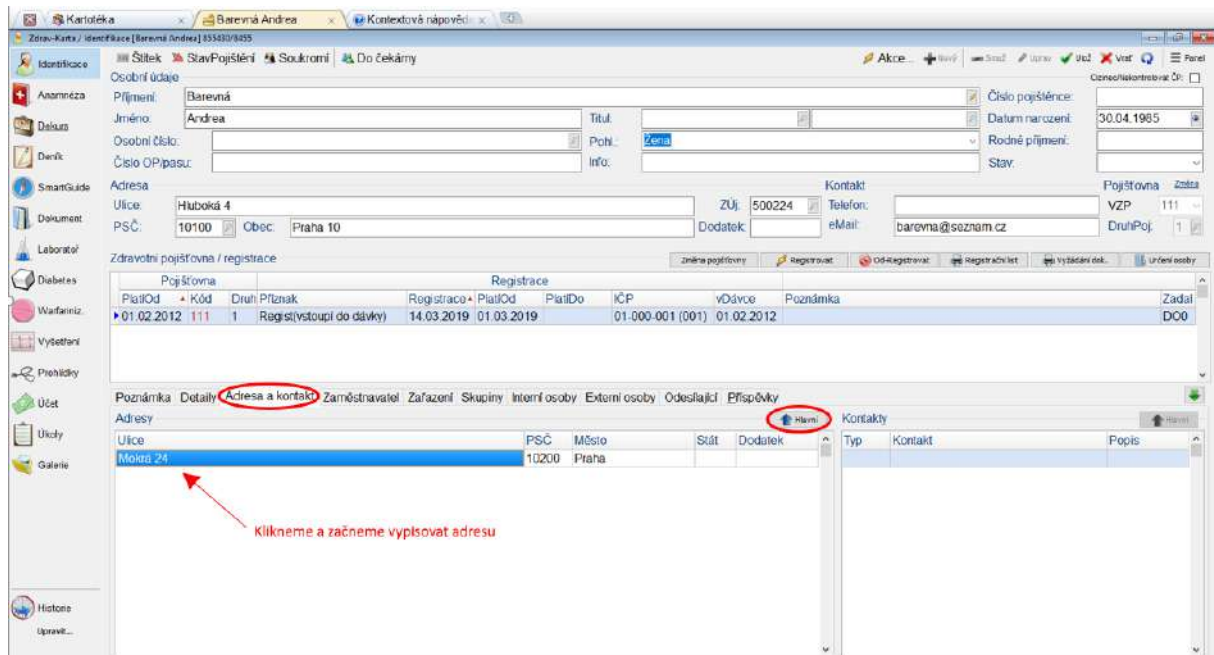 Kartotéka
Barevná Andrea
Kontextová nápověd
Zdrav-Karta / Identifikace [Barevná Andrea] 855430/8455
Identifikace
Štítek StavPojištění Soukromí Do čekárny
Akce... Nový Smaž Uprav Ulož Vrať Panel
Osobní údaje
Cizinec/Nekontrolovat ČP:
Příjmení: Barevná
Číslo pojištěnce:
Jméno: Andrea Titul:
Datum narození: 30.04.1985
Osobní číslo: Pohl.: Žena
Rodné příjmení:
Číslo OP/pasu: Info:
Stav:
Anamnéza
Dekurs
Deník
SmartGuide
Dokument
Laboratoř
Diabetes
Warfariniz.
Vyšetření
Prohlídky
Účet
Úkoly
Galerie
Historie
Upravit...
Adresa
Kontakt
Pojišťovna Změna
Ulice: Hluboká 4 ZÚj: 500224 Telefon: VZP 111
PSČ: 10100 Obec: Praha 10 Dodatek: eMail: barevna@seznam.cz DruhPoj: 1
Zdravotní pojišťovna / registrace
Změna pojišťovny Registrovat Od-Registrovat Registrační list Vyžádání dok. Určení osoby
Pojišťovna Registrace
PlatíOd Kód Druh Příznak Registrace PlatíOd PlatíDo IČP vDávce Poznámka Zadal
01.02.2012 111 1 Regist(vstoupí do dávky) 14.03.2019 01.03.2019 01-000-001 (001) 01.02.2012 DO0
Poznámka Detaily Adresa a kontakt Zaměstnavatel Zařazení Skupiny Interní osoby Externí osoby Odesílající Příspěvky
Adresy Hlavní Kontakty Hlavní
Ulice PSČ Město Stát Dodatek Typ Kontakt Popis
Mokrá 24 10200 Praha
Klikneme a začneme vypisovat adresu